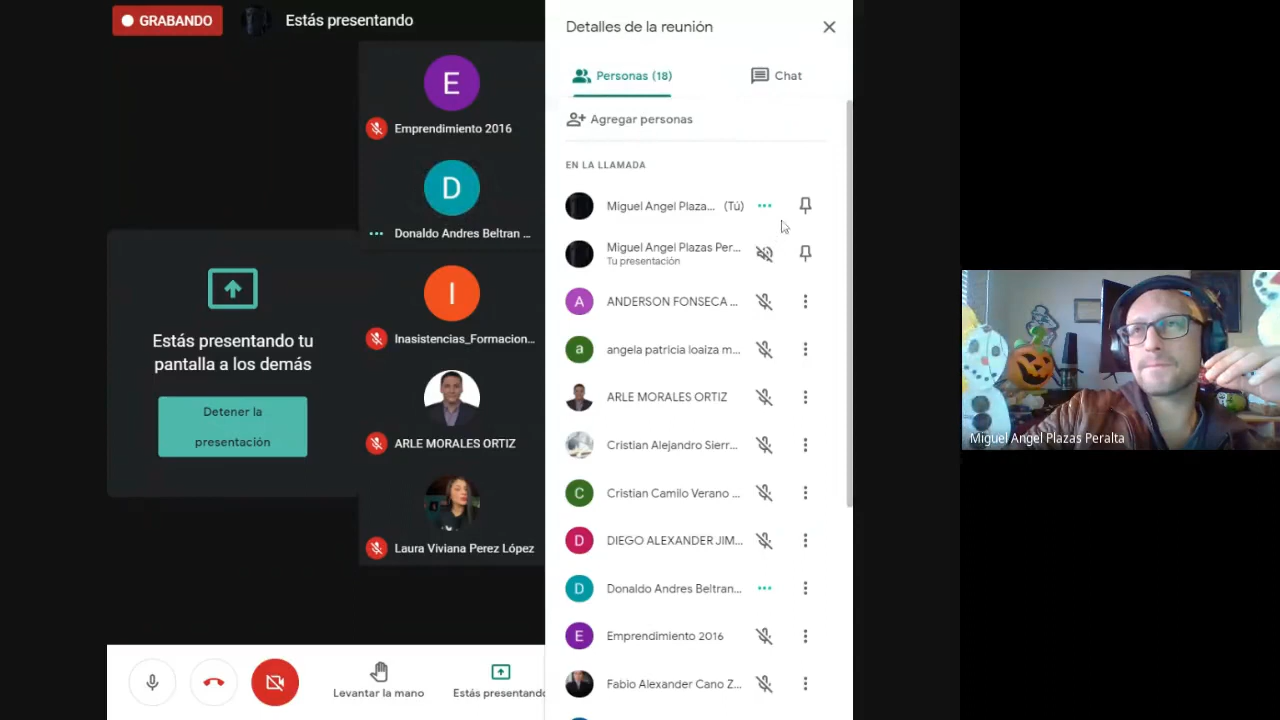 GRABANDO
Estás presentando
E
Emprendimiento 2016
D
Donaldo Andres Beltran ...
I
Inasistencias_Formacion...
ARLE MORALES ORTIZ
Laura Viviana Perez López
Estás presentando tu
pantalla a los demás
Detener la
presentación
Levantar la mano
Estás presentando
Detalles de la reunión
Personas (18)
Chat
Agregar personas
EN LA LLAMADA
Miguel Angel Plaza... (Tú)
Miguel Angel Plazas Per...
Tu presentación
A
ANDERSON FONSECA ...
a
angela patricia loaiza m...
ARLE MORALES ORTIZ
Cristian Alejandro Sierr...
C
Cristian Camilo Verano ...
D
DIEGO ALEXANDER JIM...
D
Donaldo Andres Beltran...
E
Emprendimiento 2016
Fabio Alexander Cano Z...
Miguel Angel Plazas Peralta